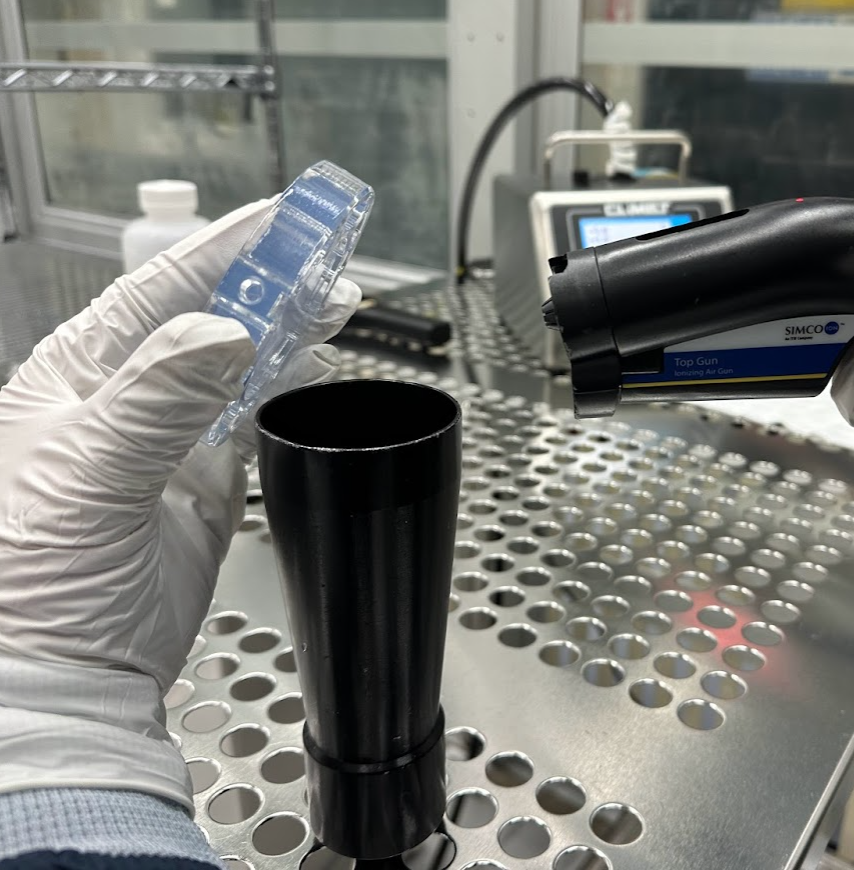 CLIMET
SIMCO ION
Top Gun
Ionizing Air Gun